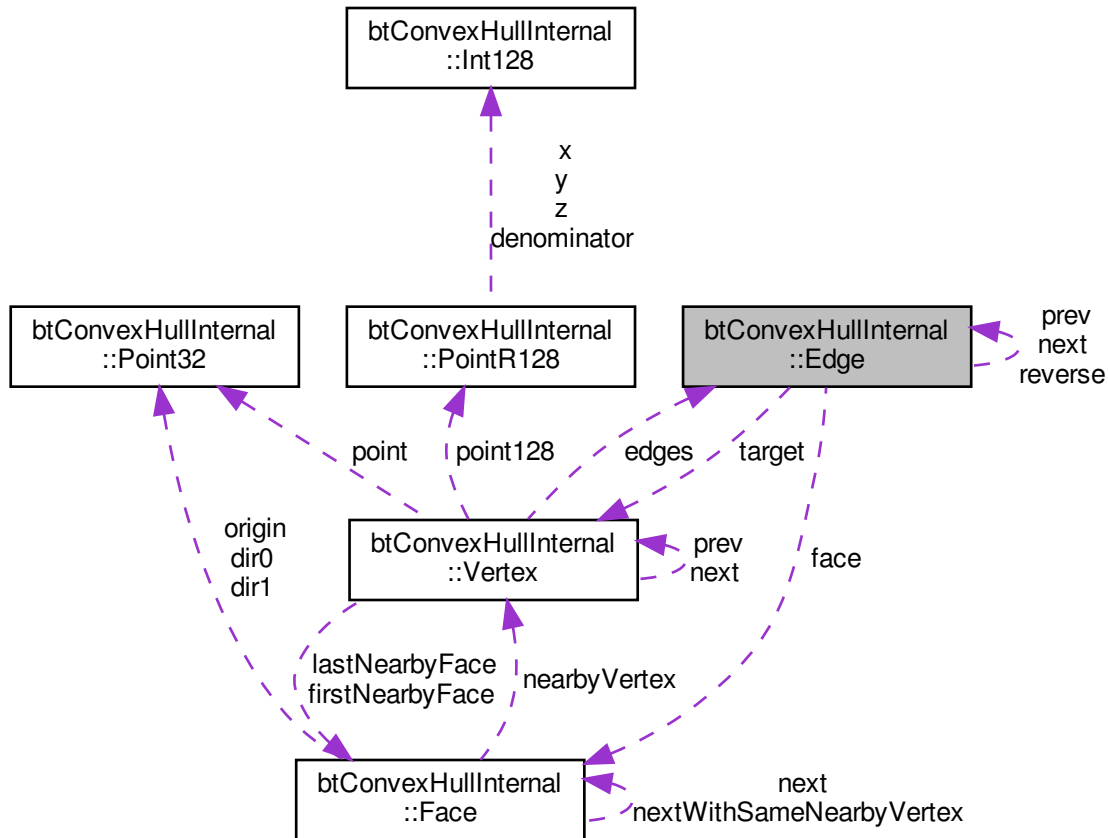 btConvexHullInternal
::Int128
x
y
z
denominator
btConvexHullInternal
::Point32
btConvexHullInternal
::PointR128
btConvexHullInternal
::Edge
prev
next
reverse
point
point128
edges
target
origin
dir0
dir1
btConvexHullInternal
::Vertex
prev
next
face
lastNearbyFace
firstNearbyFace
nearbyVertex
btConvexHullInternal
::Face
next
nextWithSameNearbyVertex